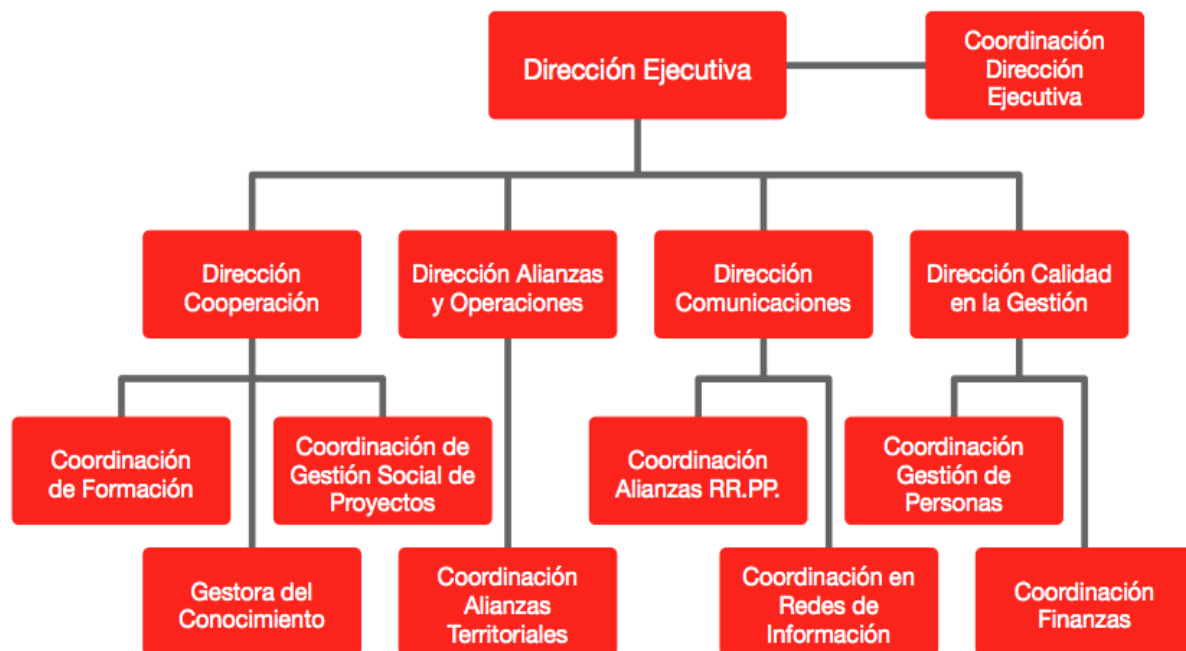 Dirección Ejecutiva
Coordinación
Dirección
Ejecutiva
Dirección
Cooperación
Dirección Alianzas
y Operaciones
Dirección
Comunicaciones
Dirección Calidad
en la Gestión
Coordinación
de Formación
Coordinación de
Gestión Social de
Proyectos
Coordinación
Alianzas RR.PP.
Coordinación
Gestión de
Personas
Gestora del
Conocimiento
Coordinación
Alianzas
Territoriales
Coordinación en
Redes de
Información
Coordinación
Finanzas